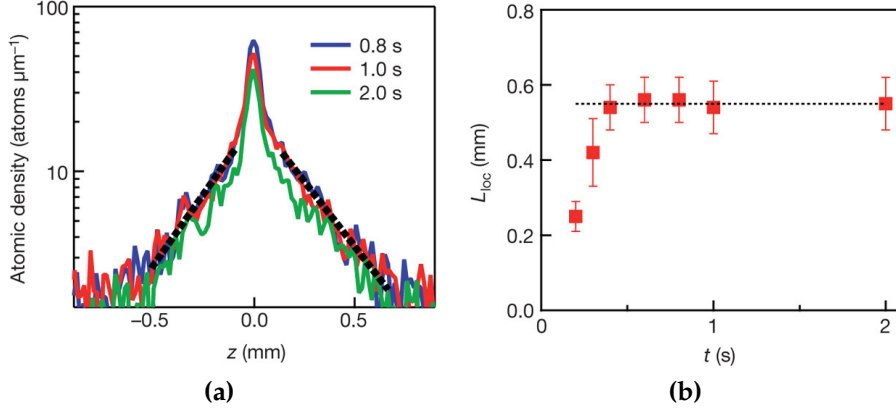 100
10
Atomic density (atoms μm⁻¹)
0.8 s
1.0 s
2.0 s
−0.5
0.0
0.5
z (mm)
(a)
0.8
0.6
0.4
0.2
0.0
L_loc (mm)
0
1
2
t (s)
(b)